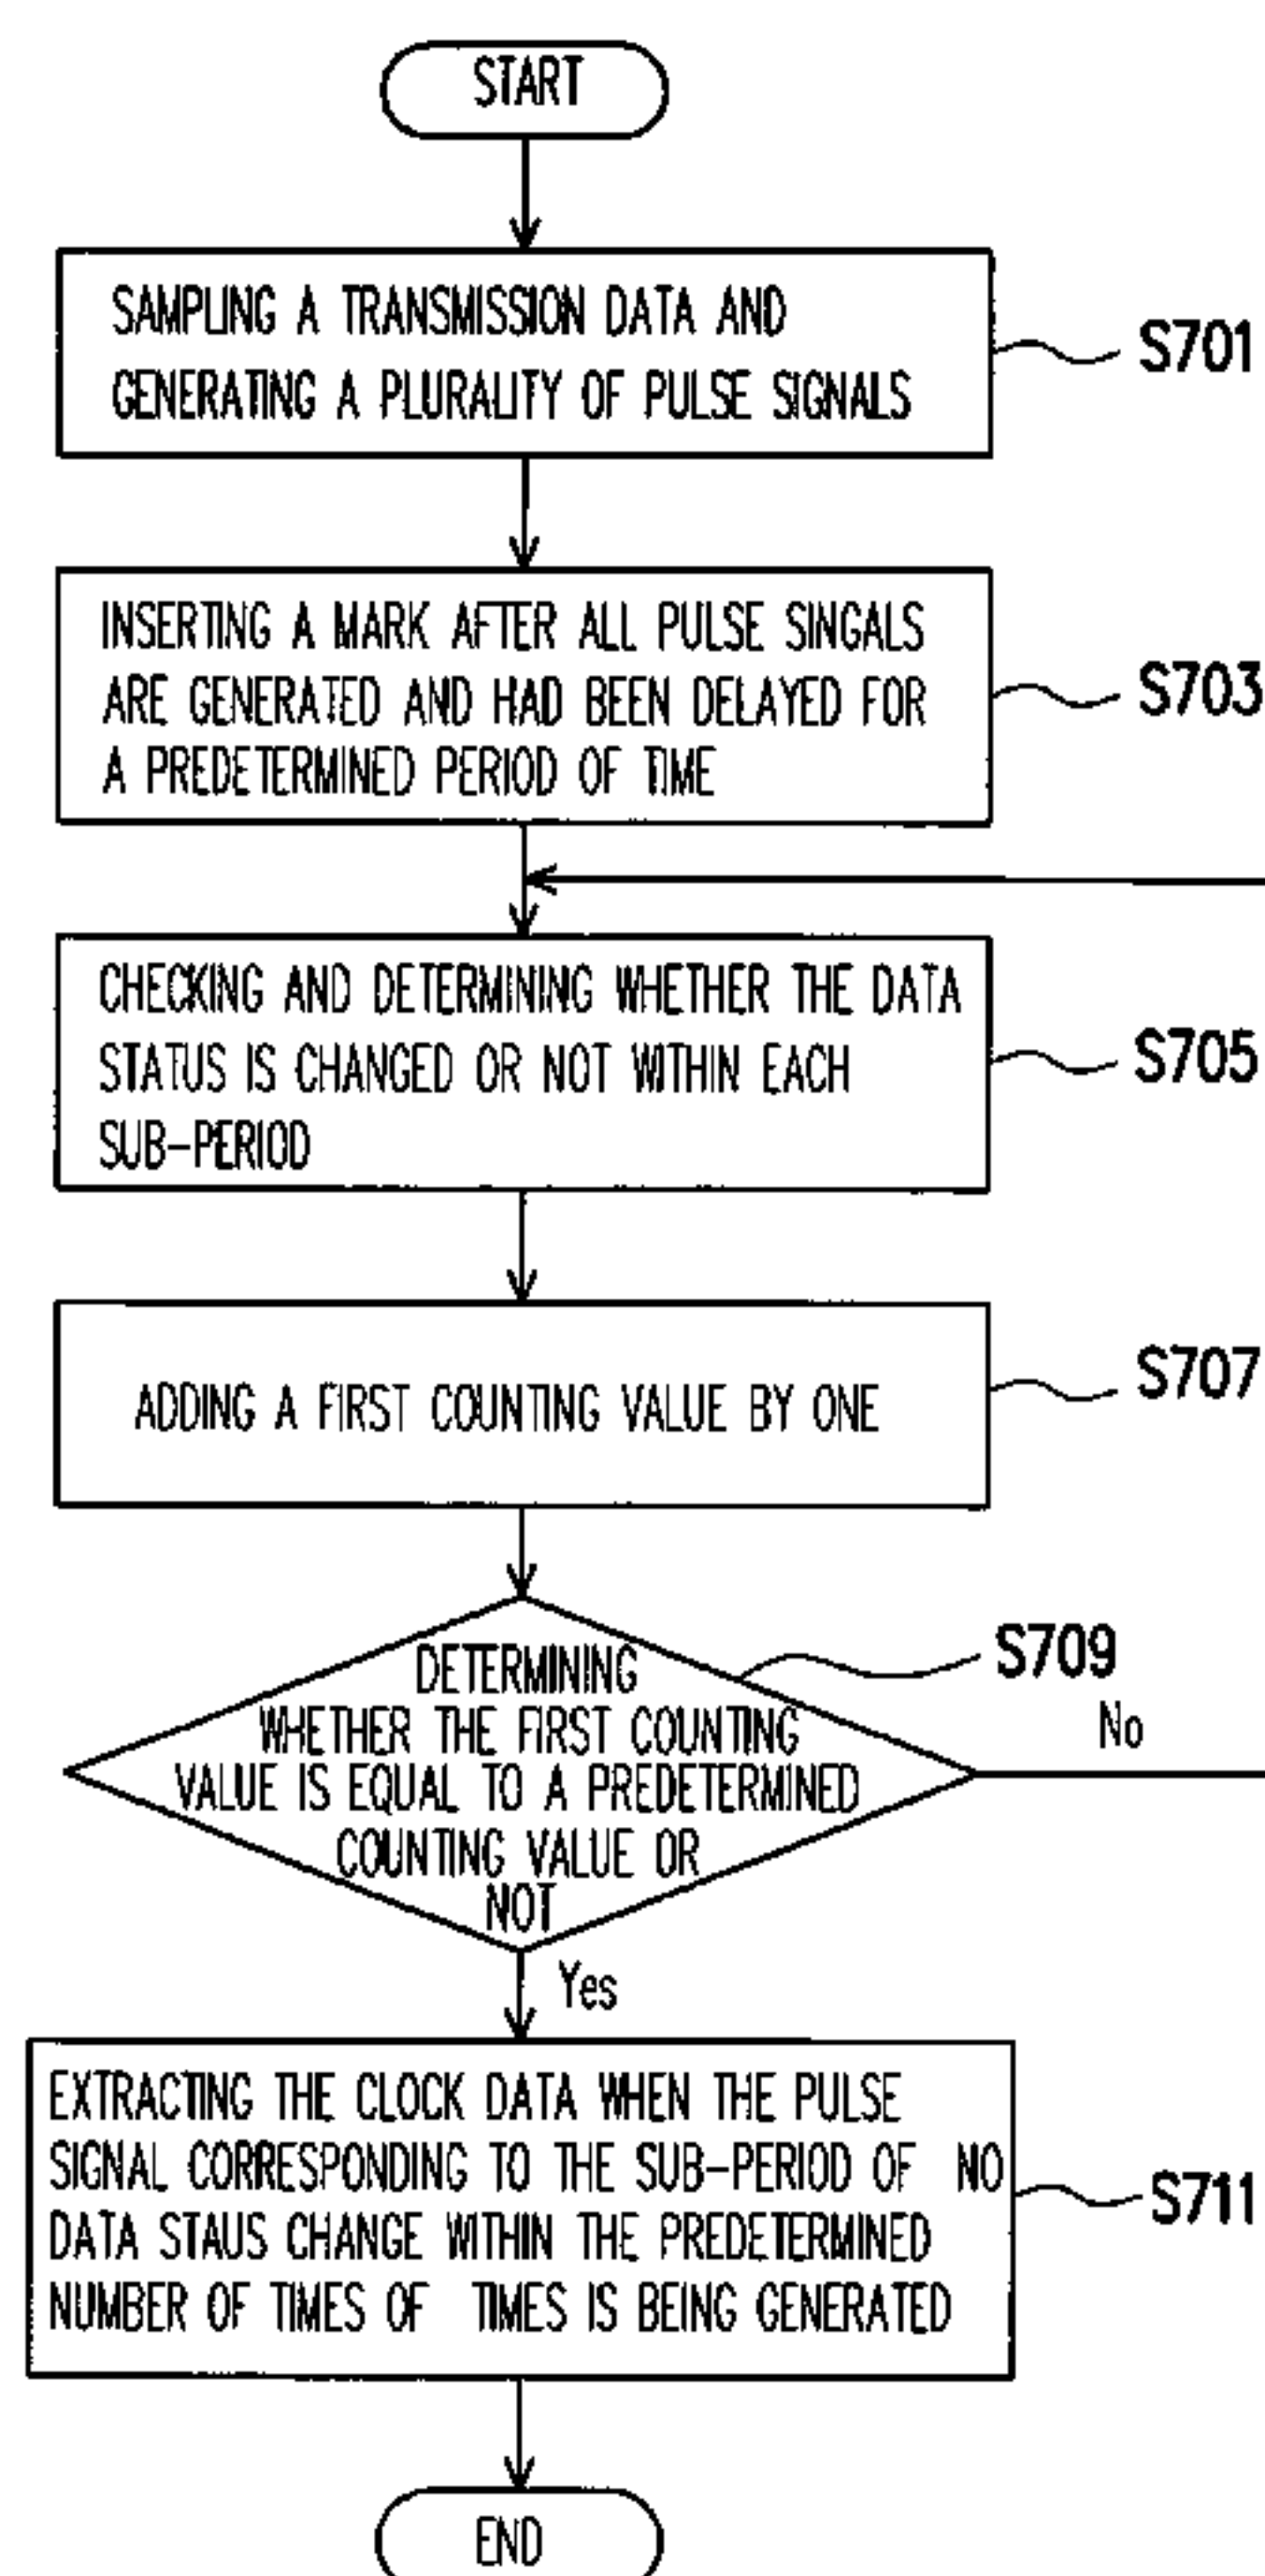 START
SAMPLING A TRANSMISSION DATA AND
GENERATING A PLURALITY OF PULSE SIGNALS
S701
INSERTING A MARK AFTER ALL PULSE SINGALS
ARE GENERATED AND HAD BEEN DELAYED FOR
A PREDETERMINED PERIOD OF TIME
S703
CHECKING AND DETERMINING WHETHER THE DATA
STATUS IS CHANGED OR NOT WITHIN EACH
SUB-PERIOD
S705
ADDING A FIRST COUNTING VALUE BY ONE
S707
DETERMINING
WHETHER THE FIRST COUNTING
VALUE IS EQUAL TO A PREDETERMINED
COUNTING VALUE OR
NOT
S709
No
Yes
EXTRACTING THE CLOCK DATA WHEN THE PULSE
SIGNAL CORRESPONDING TO THE SUB-PERIOD OF NO
DATA STAUS CHANGE WITHIN THE PREDETERMINED
NUMBER OF TIMES OF TIMES IS BEING GENERATED
S711
END